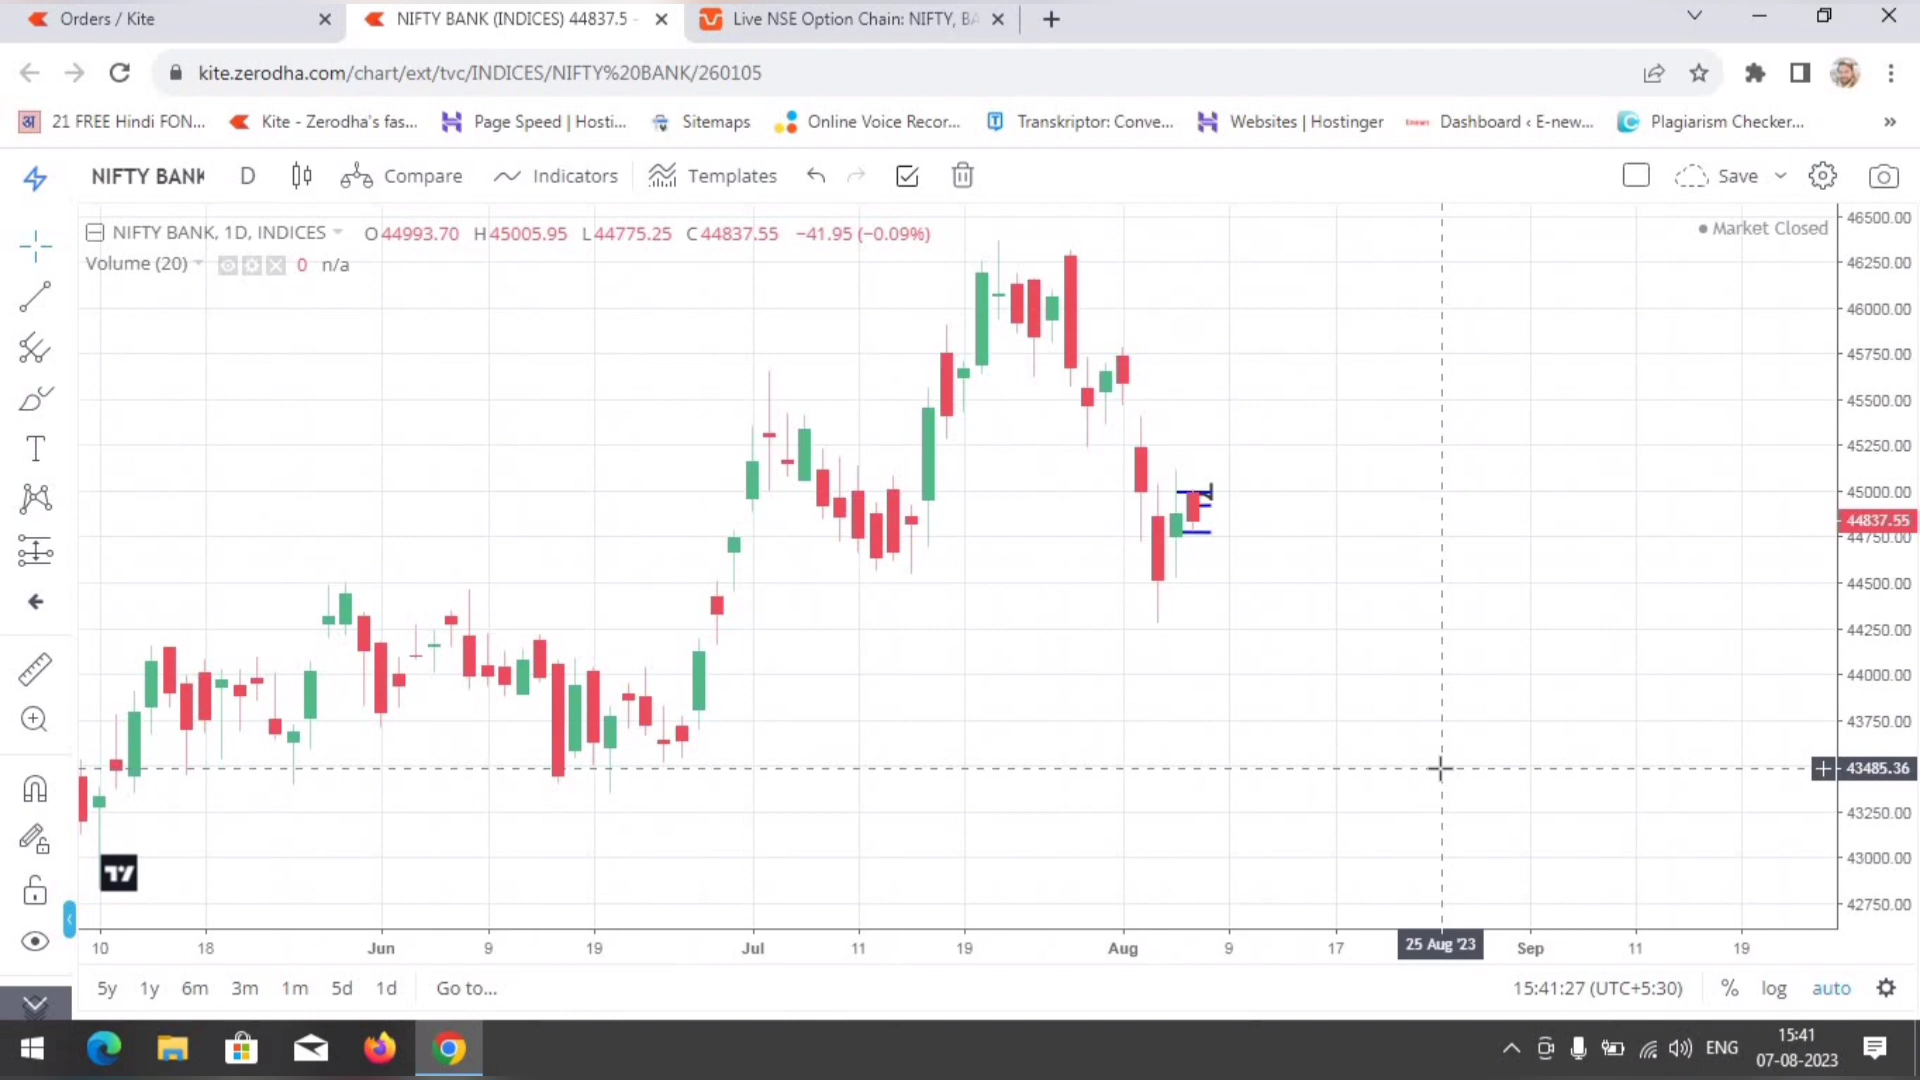 Orders / Kite
NIFTY BANK (INDICES) 44837.5 -
Live NSE Option Chain: NIFTY, BA
kite.zerodha.com/chart/ext/tvc/INDICES/NIFTY%20BANK/260105
अ 21 FREE Hindi FON... Kite - Zerodha's fas... Page Speed | Hosti... Sitemaps Online Voice Recor... Transkriptor: Conve... Websites | Hostinger Dashboard ‹ E-new... Plagiarism Checker... »
NIFTY BANK D Compare Indicators Templates Save
NIFTY BANK, 1D, INDICES O44993.70 H45005.95 L44775.25 C44837.55 −41.95 (−0.09%)
Market Closed
Volume (20) 0 n/a
46500.00
46250.00
46000.00
45750.00
45500.00
45250.00
45000.00
44837.55
44750.00
44500.00
44250.00
44000.00
43750.00
43485.36
43250.00
43000.00
42750.00
10 18 Jun 9 19 Jul 11 19 Aug 9 17 25 Aug '23 Sep 11 19
5y 1y 6m 3m 1m 5d 1d Go to... 15:41:27 (UTC+5:30) % log auto
ENG
15:41
07-08-2023